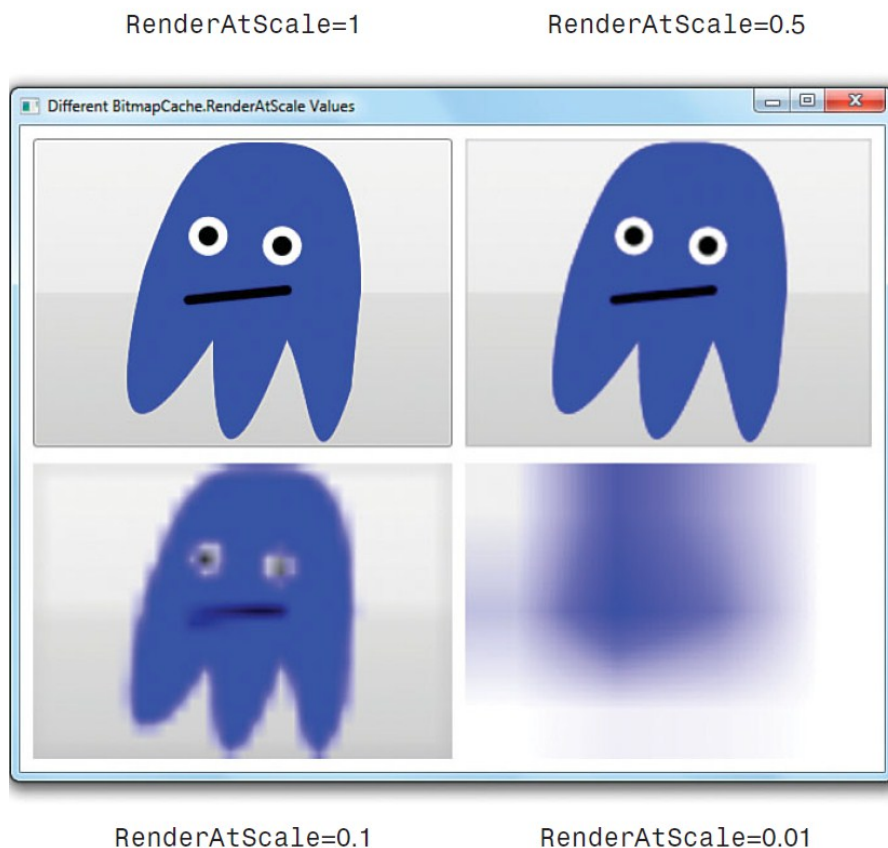 RenderAtScale=1 RenderAtScale=0.5
Different BitmapCache.RenderAtScale Values
RenderAtScale=0.1 RenderAtScale=0.01